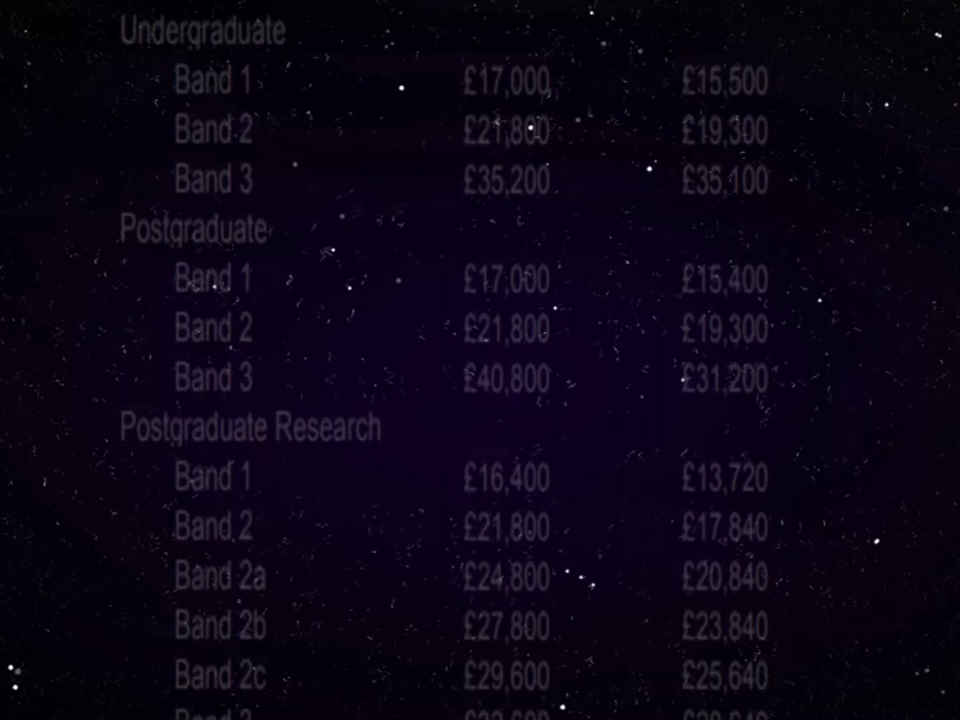 Undergraduate
Band 1 £17,000 £15,500
Band 2 £21,800 £19,300
Band 3 £35,200 £35,100
Postgraduate
Band 1 £17,000 £15,400
Band 2 £21,800 £19,300
Band 3 £40,800 £31,200
Postgraduate Research
Band 1 £16,400 £13,720
Band 2 £21,800 £17,840
Band 2a £24,800 £20,840
Band 2b £27,800 £23,840
Band 2c £29,600 £25,640